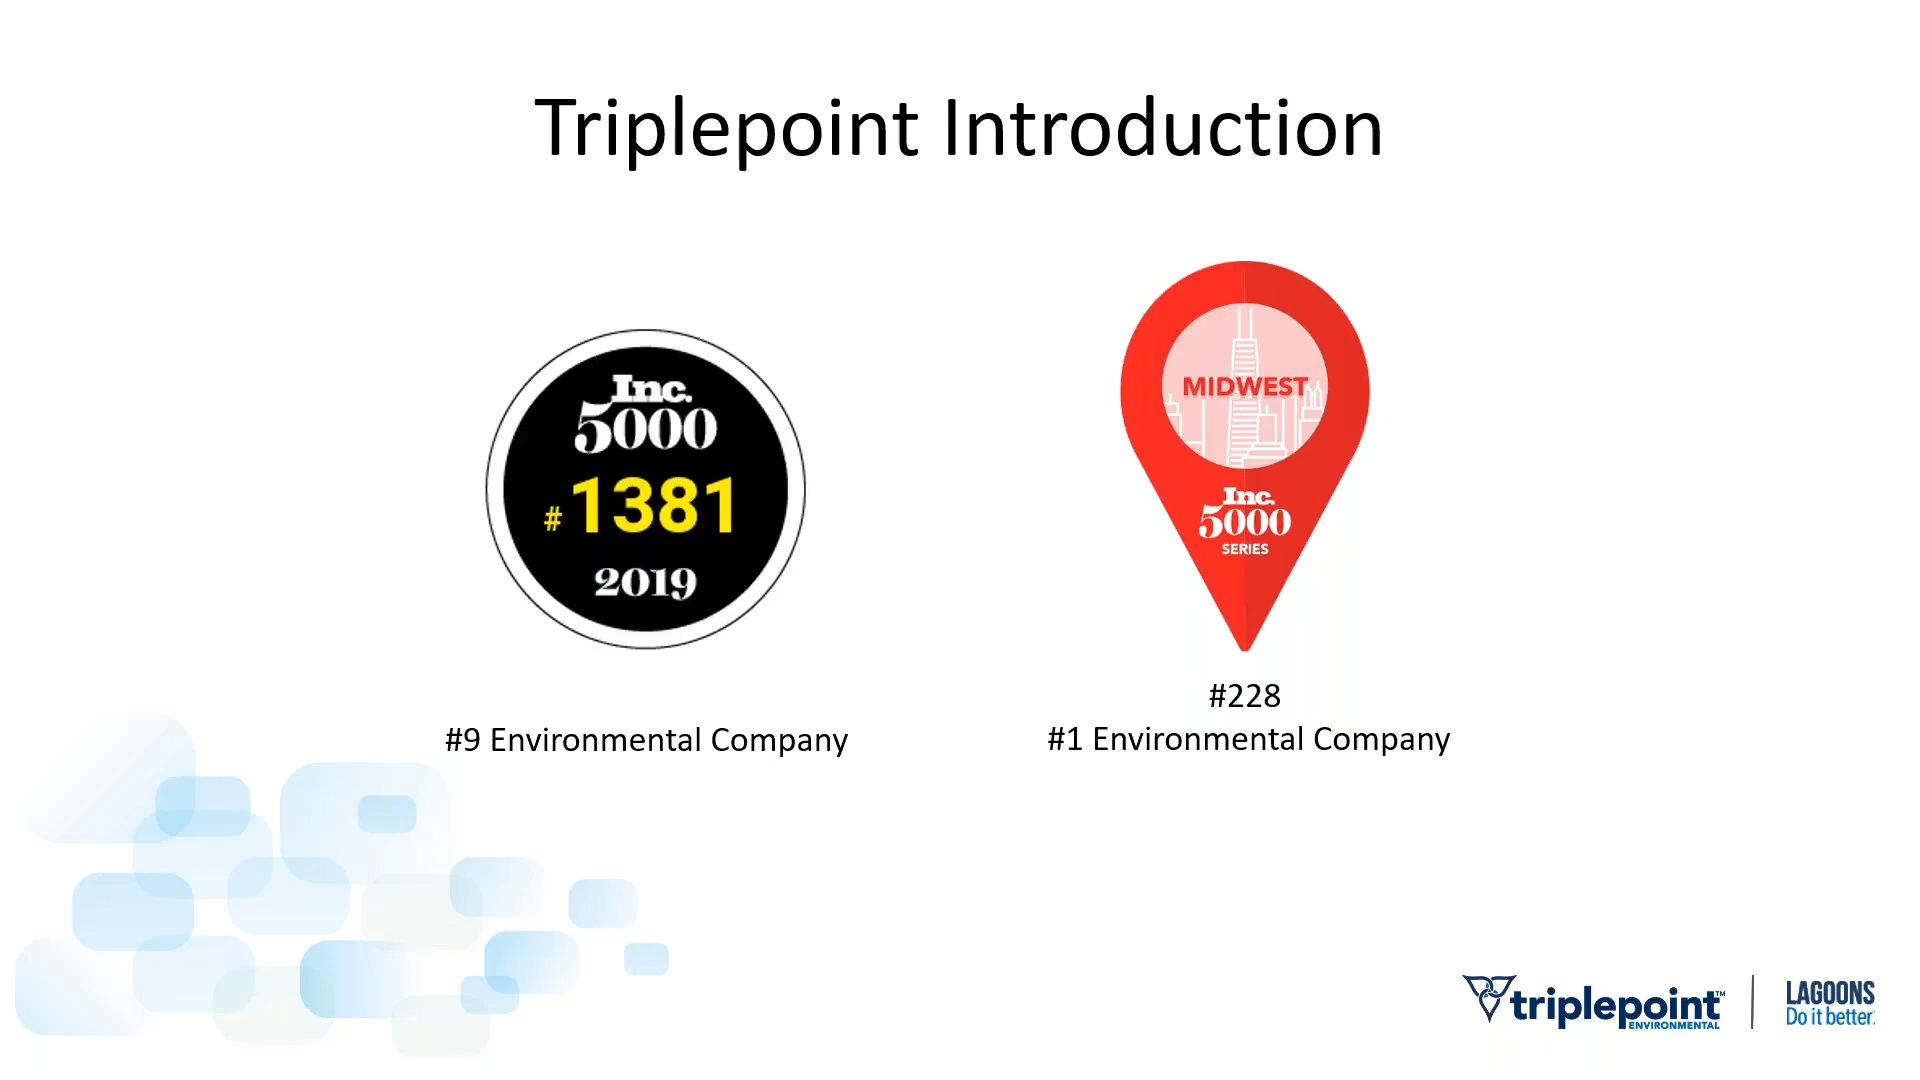 Triplepoint Introduction
Inc.
5000
#1381
2019
#9 Environmental Company
MIDWEST
Inc.
5000
SERIES
#228
#1 Environmental Company
triplepoint™
ENVIRONMENTAL
LAGOONS
Do it better.